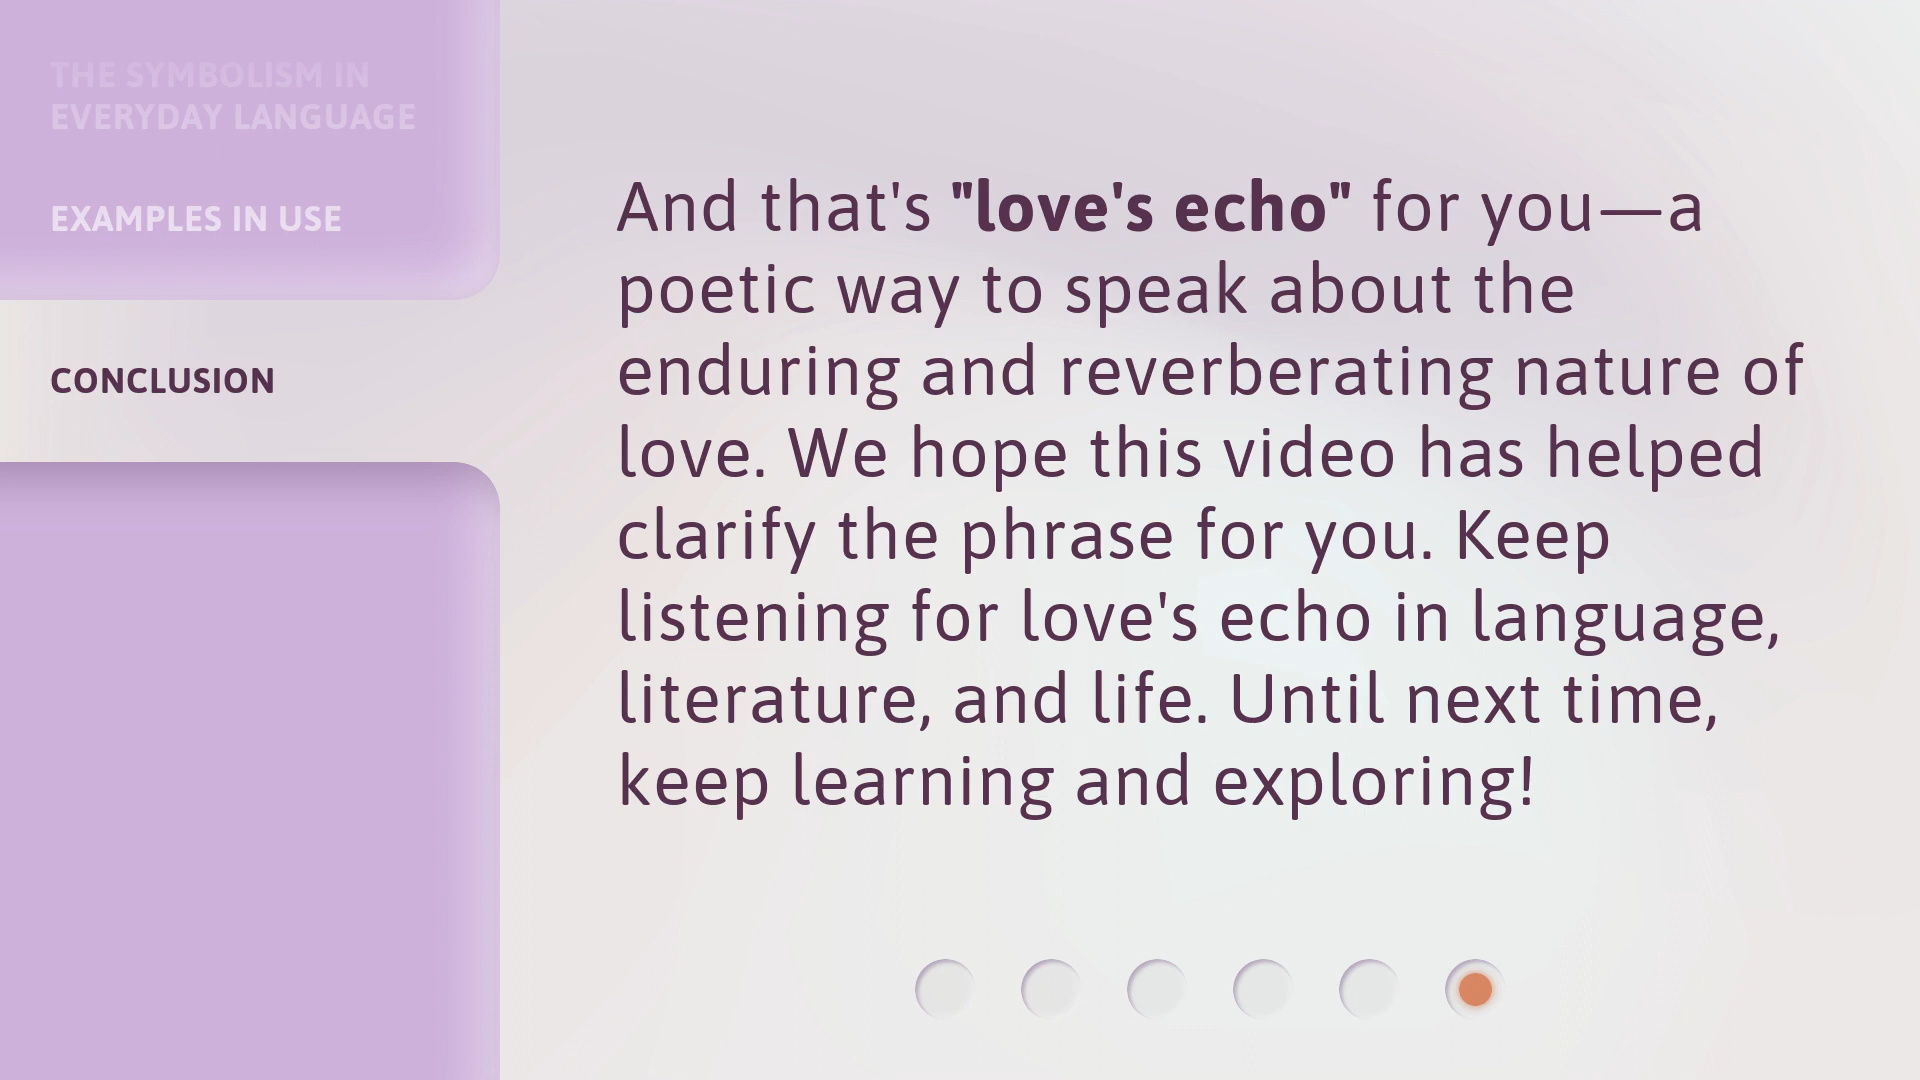 THE SYMBOLISM IN
EVERYDAY LANGUAGE
EXAMPLES IN USE
CONCLUSION
And that's "love's echo" for you—a
poetic way to speak about the
enduring and reverberating nature of
love. We hope this video has helped
clarify the phrase for you. Keep
listening for love's echo in language,
literature, and life. Until next time,
keep learning and exploring!